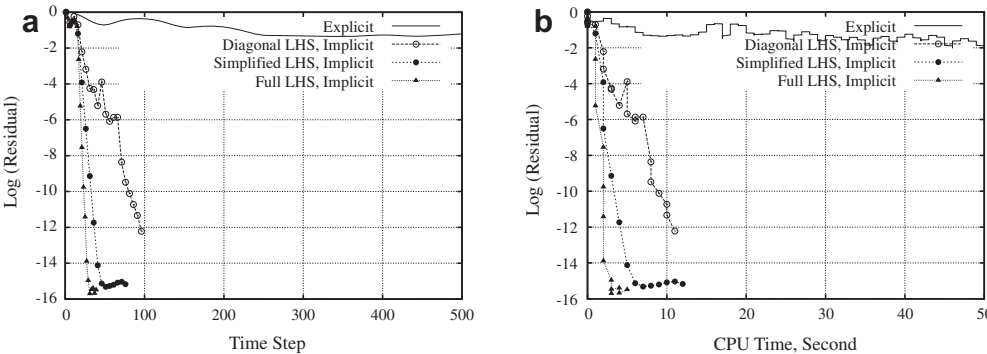 a
0
-2
-4
-6
-8
-10
-12
-14
-16
Log (Residual)
0
100
200
300
400
500
Time Step
Explicit
Diagonal LHS, Implicit
Simplified LHS, Implicit
Full LHS, Implicit
b
0
-2
-4
-6
-8
-10
-12
-14
-16
Log (Residual)
0
10
20
30
40
50
CPU Time, Second
Explicit
Diagonal LHS, Implicit
Simplified LHS, Implicit
Full LHS, Implicit